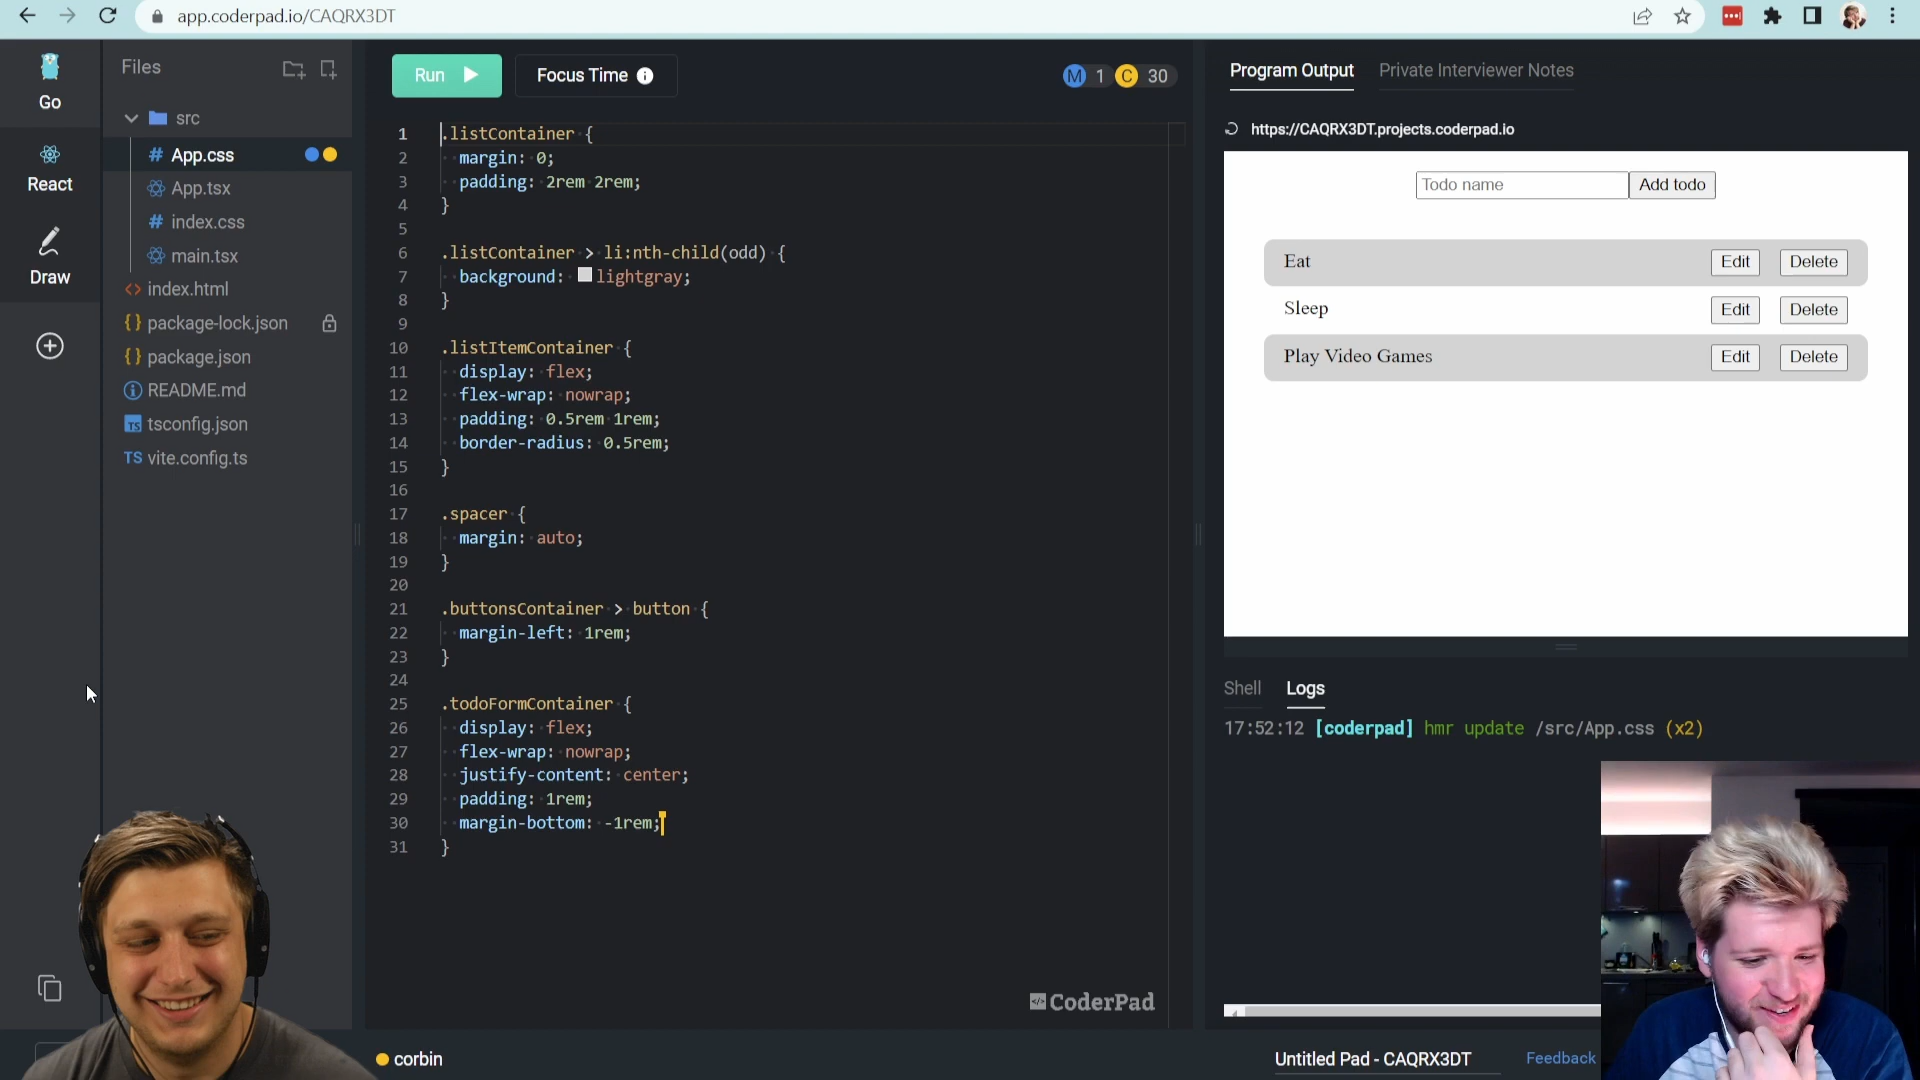 app.coderpad.io/CAQRX3DT
Go
React
Draw
Files
src
# App.css
App.tsx
# index.css
main.tsx
<> index.html
{} package-lock.json
{} package.json
README.md
TS tsconfig.json
TS vite.config.ts
Run
Focus Time
M 1 C 30
1 .listContainer {
2 margin: 0;
3 padding: 2rem 2rem;
4 }
5
6 .listContainer > li:nth-child(odd) {
7 background: lightgray;
8 }
9
10 .listItemContainer {
11 display: flex;
12 flex-wrap: nowrap;
13 padding: 0.5rem 1rem;
14 border-radius: 0.5rem;
15 }
16
17 .spacer {
18 margin: auto;
19 }
20
21 .buttonsContainer > button {
22 margin-left: 1rem;
23 }
24
25 .todoFormContainer {
26 display: flex;
27 flex-wrap: nowrap;
28 justify-content: center;
29 padding: 1rem;
30 margin-bottom: -1rem;
31 }
CoderPad
corbin
Program Output Private Interviewer Notes
https://CAQRX3DT.projects.coderpad.io
Todo name Add todo
Eat Edit Delete
Sleep Edit Delete
Play Video Games Edit Delete
Shell Logs
17:52:12 [coderpad] hmr update /src/App.css (x2)
Untitled Pad - CAQRX3DT Feedback